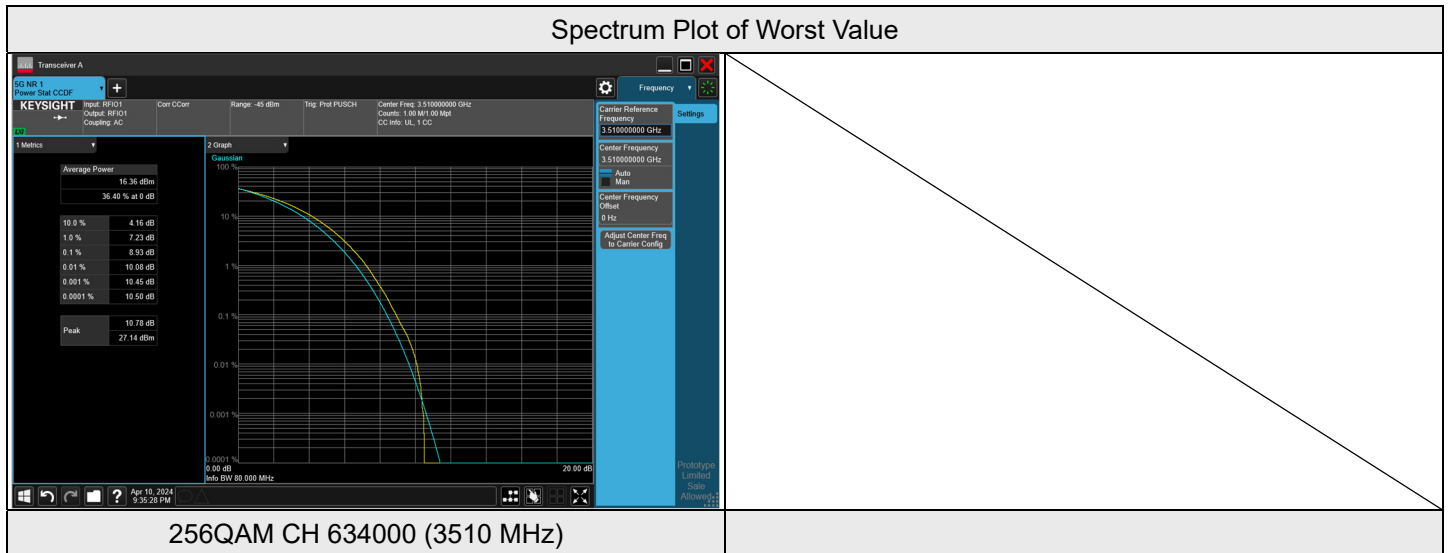 Spectrum Plot of Worst Value
Transceiver A
5G NR 1
Power Stat CCDF
Frequency
KEYSIGHT
Input: RFIO1
Output: RFIO1
Coupling: AC
Corr CCorr
Range: -45 dBm
Trig: Prot PUSCH
Center Freq: 3.510000000 GHz
Counts: 1.00 M/1.00 Mpt
CC Info: UL, 1 CC
LXI
1 Metrics
Average Power
16.36 dBm
36.40 % at 0 dB
10.0 % 4.16 dB
1.0 % 7.23 dB
0.1 % 8.93 dB
0.01 % 10.08 dB
0.001 % 10.45 dB
0.0001 % 10.50 dB
Peak
10.78 dB
27.14 dBm
2 Graph
Gaussian
100 %
10 %
1 %
0.1 %
0.01 %
0.001 %
0.0001 %
0.00 dB
20.00 dB
Info BW 80.000 MHz
Carrier Reference
Frequency
3.510000000 GHz
Center Frequency
3.510000000 GHz
Auto
Man
Center Frequency
Offset
0 Hz
Adjust Center Freq
to Carrier Config
Settings
Prototype
Limited
Sale
Allowed
?
Apr 10, 2024
9:35:28 PM
256QAM CH 634000 (3510 MHz)